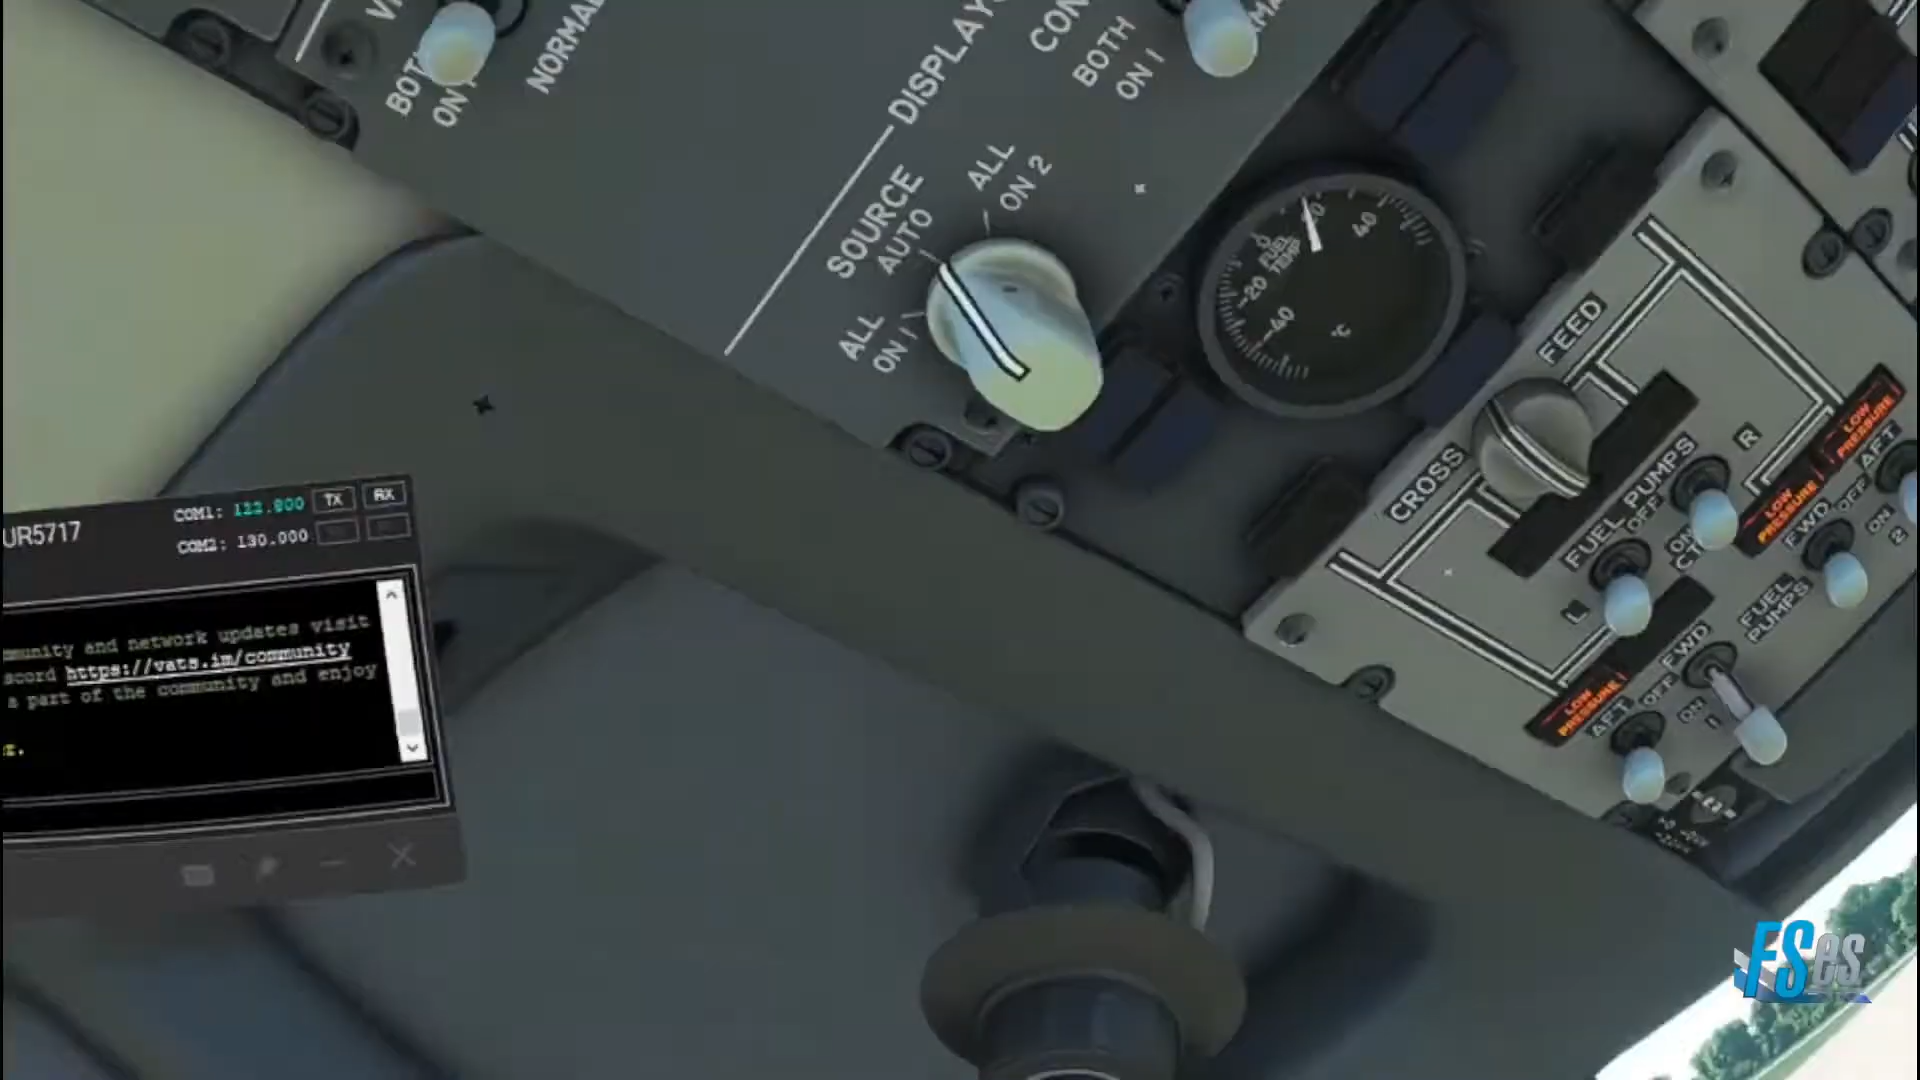 BOTH
ON
NORMAL
DISPLAYS
BOTH
ON 1
SOURCE
ALL
ON 1
AUTO
ALL
ON 2
0
20
40
FUEL
TEMP
-20
-40
°C
CROSS
FEED
FUEL PUMPS
OFF
ON
L
R
LOW
PRESSURE
LOW
PRESSURE
LOW
PRESSURE
AFT
OFF
FWD
ON
1
FUEL
PUMPS
FWD
OFF
AFT
ON
2
UR5717
COM1: 122.800 TX RX
COM2: 130.000
and network updates visit
https://vats.im/community
a part of the community and enjoy
FSes